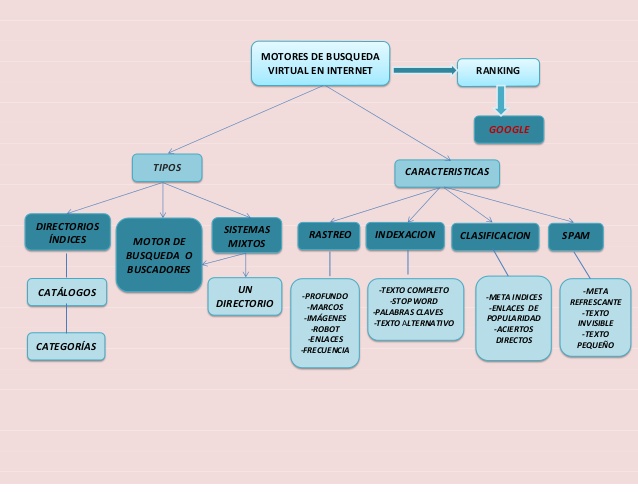 MOTORES DE BUSQUEDA
VIRTUAL EN INTERNET
RANKING
GOOGLE
TIPOS
CARACTERISTICAS
DIRECTORIOS
ÍNDICES
MOTOR DE
BUSQUEDA O
BUSCADORES
SISTEMAS
MIXTOS
RASTREO
INDEXACION
CLASIFICACION
SPAM
CATÁLOGOS
UN
DIRECTORIO
CATEGORÍAS
-PROFUNDO
-MARCOS
-IMÁGENES
-ROBOT
-ENLACES
-FRECUENCIA
-TEXTO COMPLETO
-STOP WORD
-PALABRAS CLAVES
-TEXTO ALTERNATIVO
-META INDICES
-ENLACES DE
POPULARIDAD
-ACIERTOS
DIRECTOS
-META
REFRESCANTE
-TEXTO
INVISIBLE
-TEXTO
PEQUEÑO